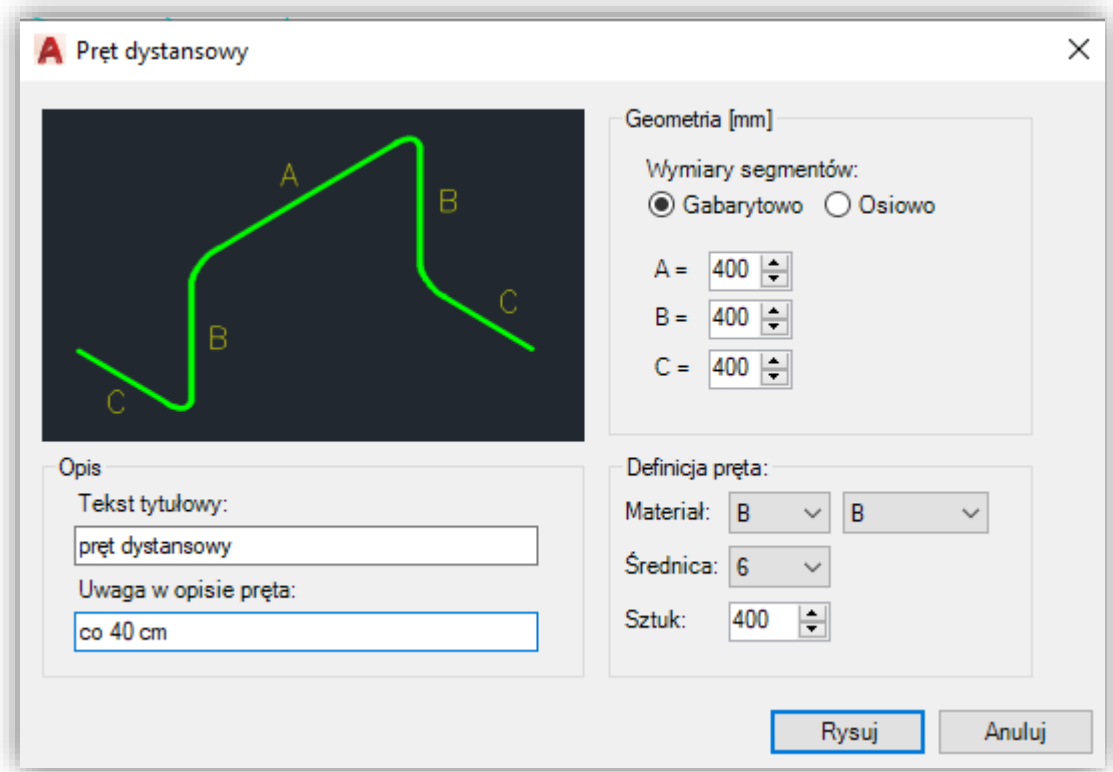 Pręt dystansowy
A
B
B
C
C
Geometria [mm]
Wymiary segmentów:
Gabarytowo Osiowo
A = 400
B = 400
C = 400
Opis
Tekst tytułowy:
pręt dystansowy
Uwaga w opisie pręta:
co 40 cm
Definicja pręta:
Materiał: B B
Średnica: 6
Sztuk: 400
Rysuj Anuluj